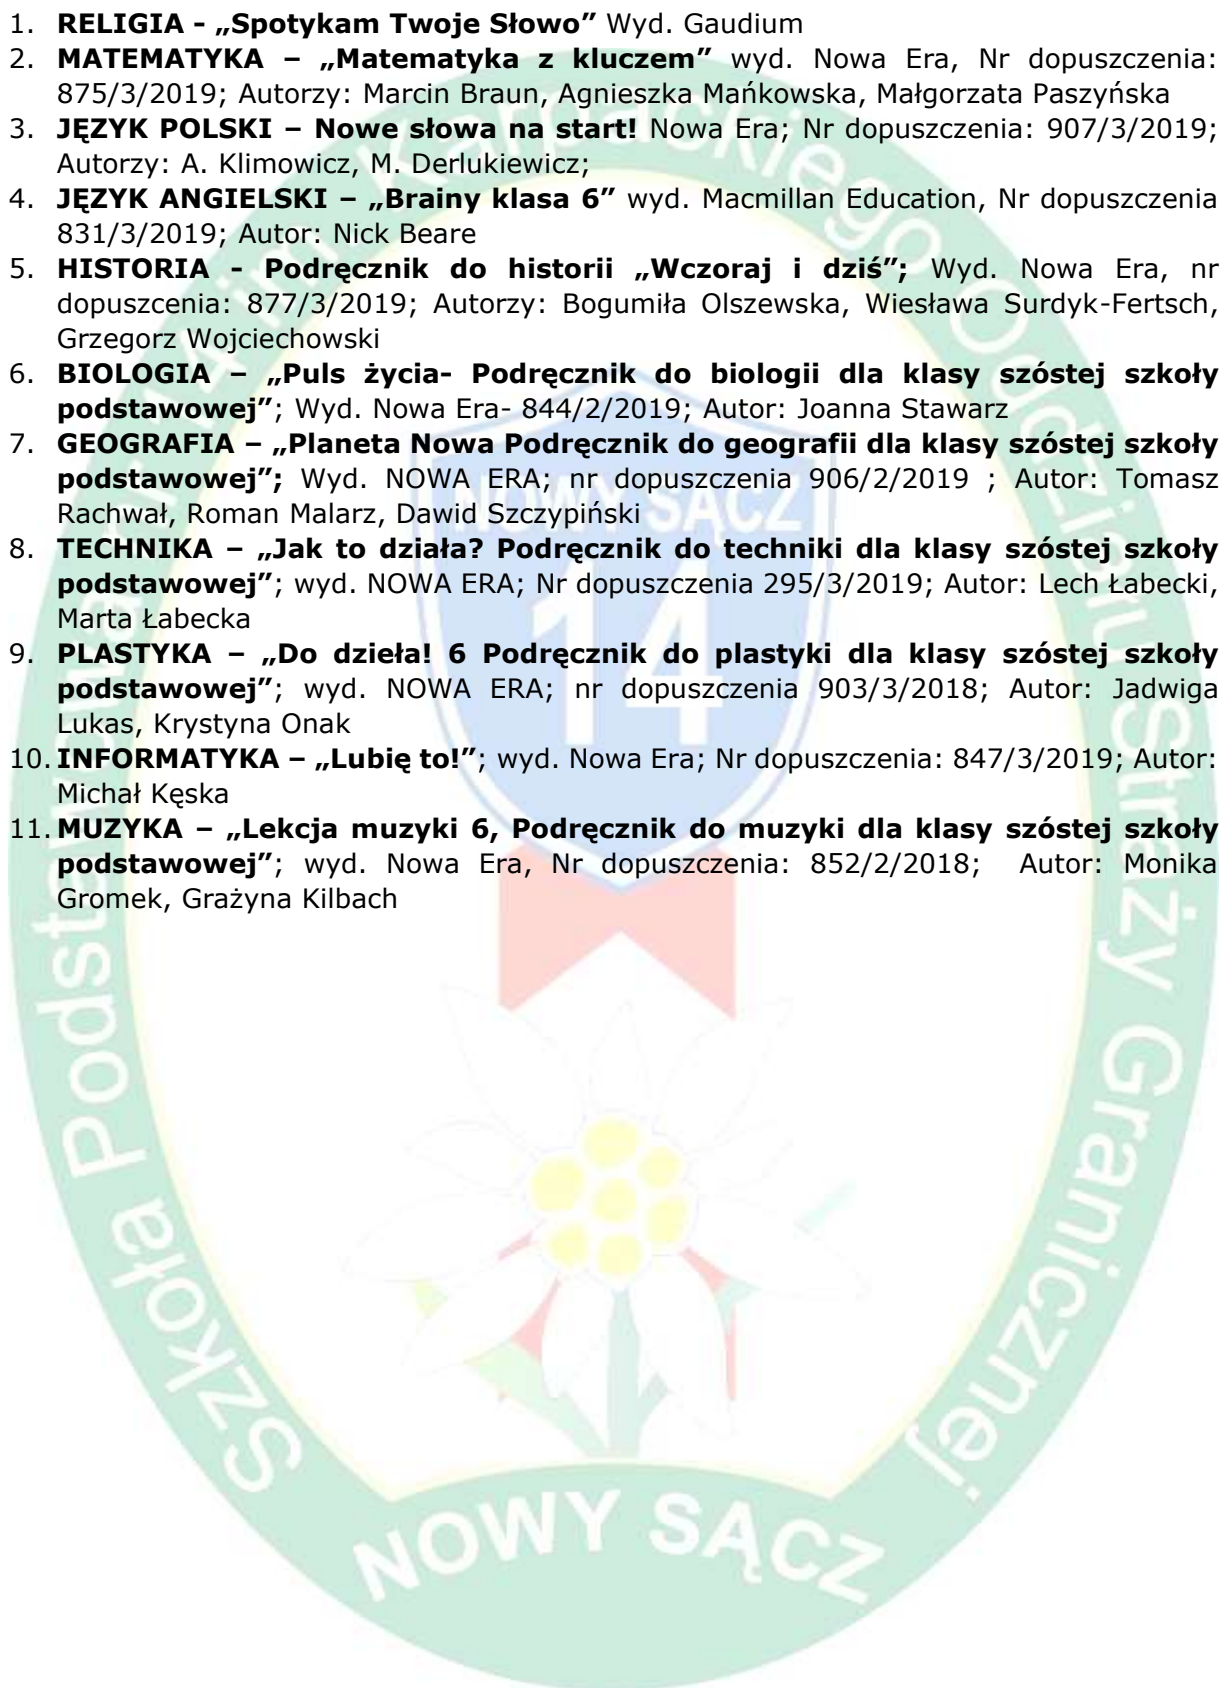 1. RELIGIA - „Spotykam Twoje Słowo” Wyd. Gaudium
2. MATEMATYKA – „Matematyka z kluczem” wyd. Nowa Era, Nr dopuszczenia:
875/3/2019; Autorzy: Marcin Braun, Agnieszka Mańkowska, Małgorzata Paszyńska
3. JĘZYK POLSKI – Nowe słowa na start! Nowa Era; Nr dopuszczenia: 907/3/2019;
Autorzy: A. Klimowicz, M. Derlukiewicz;
4. JĘZYK ANGIELSKI – „Brainy klasa 6” wyd. Macmillan Education, Nr dopuszczenia
831/3/2019; Autor: Nick Beare
5. HISTORIA - Podręcznik do historii „Wczoraj i dziś”; Wyd. Nowa Era, nr
dopuszcenia: 877/3/2019; Autorzy: Bogumiła Olszewska, Wiesława Surdyk-Fertsch,
Grzegorz Wojciechowski
6. BIOLOGIA – „Puls życia- Podręcznik do biologii dla klasy szóstej szkoły
podstawowej”; Wyd. Nowa Era- 844/2/2019; Autor: Joanna Stawarz
7. GEOGRAFIA – „Planeta Nowa Podręcznik do geografii dla klasy szóstej szkoły
podstawowej”; Wyd. NOWA ERA; nr dopuszczenia 906/2/2019 ; Autor: Tomasz
Rachwał, Roman Malarz, Dawid Szczypiński
8. TECHNIKA – „Jak to działa? Podręcznik do techniki dla klasy szóstej szkoły
podstawowej”; wyd. NOWA ERA; Nr dopuszczenia 295/3/2019; Autor: Lech Łabecki,
Marta Łabecka
9. PLASTYKA – „Do dzieła! 6 Podręcznik do plastyki dla klasy szóstej szkoły
podstawowej”; wyd. NOWA ERA; nr dopuszczenia 903/3/2018; Autor: Jadwiga
Lukas, Krystyna Onak
10. INFORMATYKA – „Lubię to!”; wyd. Nowa Era; Nr dopuszczenia: 847/3/2019; Autor:
Michał Kęska
11. MUZYKA – „Lekcja muzyki 6, Podręcznik do muzyki dla klasy szóstej szkoły
podstawowej”; wyd. Nowa Era, Nr dopuszczenia: 852/2/2018; Autor: Monika
Gromek, Grażyna Kilbach
Szkoła Podstawowa nr 14 im. Karpackiego Oddziału Straży Granicznej
NOWY SĄCZ
14
NOWY SĄCZ